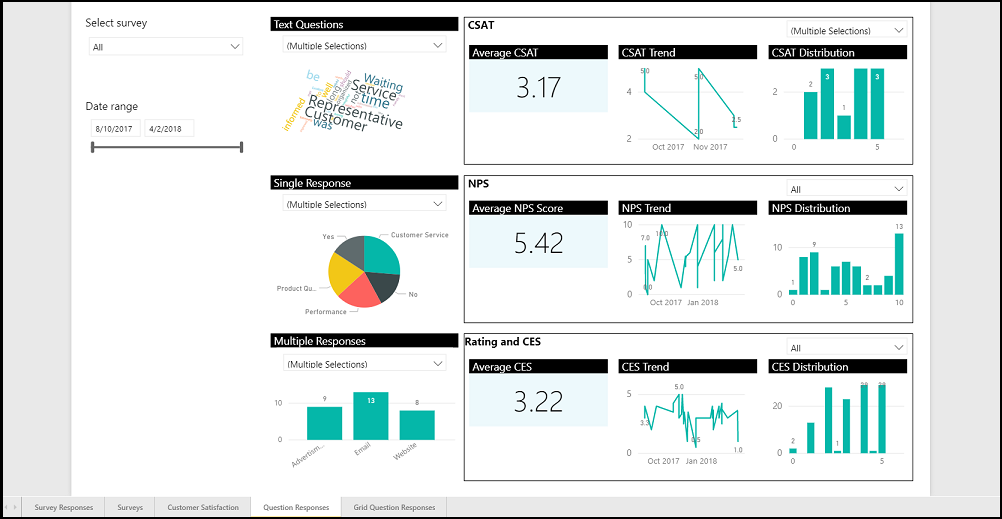 Select survey
All
Date range
8/10/2017
4/2/2018
Text Questions
(Multiple Selections)
be
well
Waiting
Service
time
not
long
informed
Representative
Customer
was
Single Response
(Multiple Selections)
Yes
Customer Service
Product Qu...
No
Performance
Multiple Responses
(Multiple Selections)
10
0
9
13
8
Advertism...
Email
Website
CSAT
(Multiple Selections)
Average CSAT
3.17
CSAT Trend
4
2
5.0
5.0
2.0
2.5
Oct 2017
Nov 2017
CSAT Distribution
2
0
2
3
1
3
0
5
NPS
All
Average NPS Score
5.42
NPS Trend
10
5
0
7.0
10.0
0.0
5.0
Oct 2017
Jan 2018
NPS Distribution
10
5
0
1
9
2
13
0
5
10
Rating and CES
All
Average CES
3.22
CES Trend
5
0
3.3
5.0
0.5
1.0
Oct 2017
Jan 2018
CES Distribution
20
0
2
1
29
29
0
5
Survey Responses
Surveys
Customer Satisfaction
Question Responses
Grid Question Responses